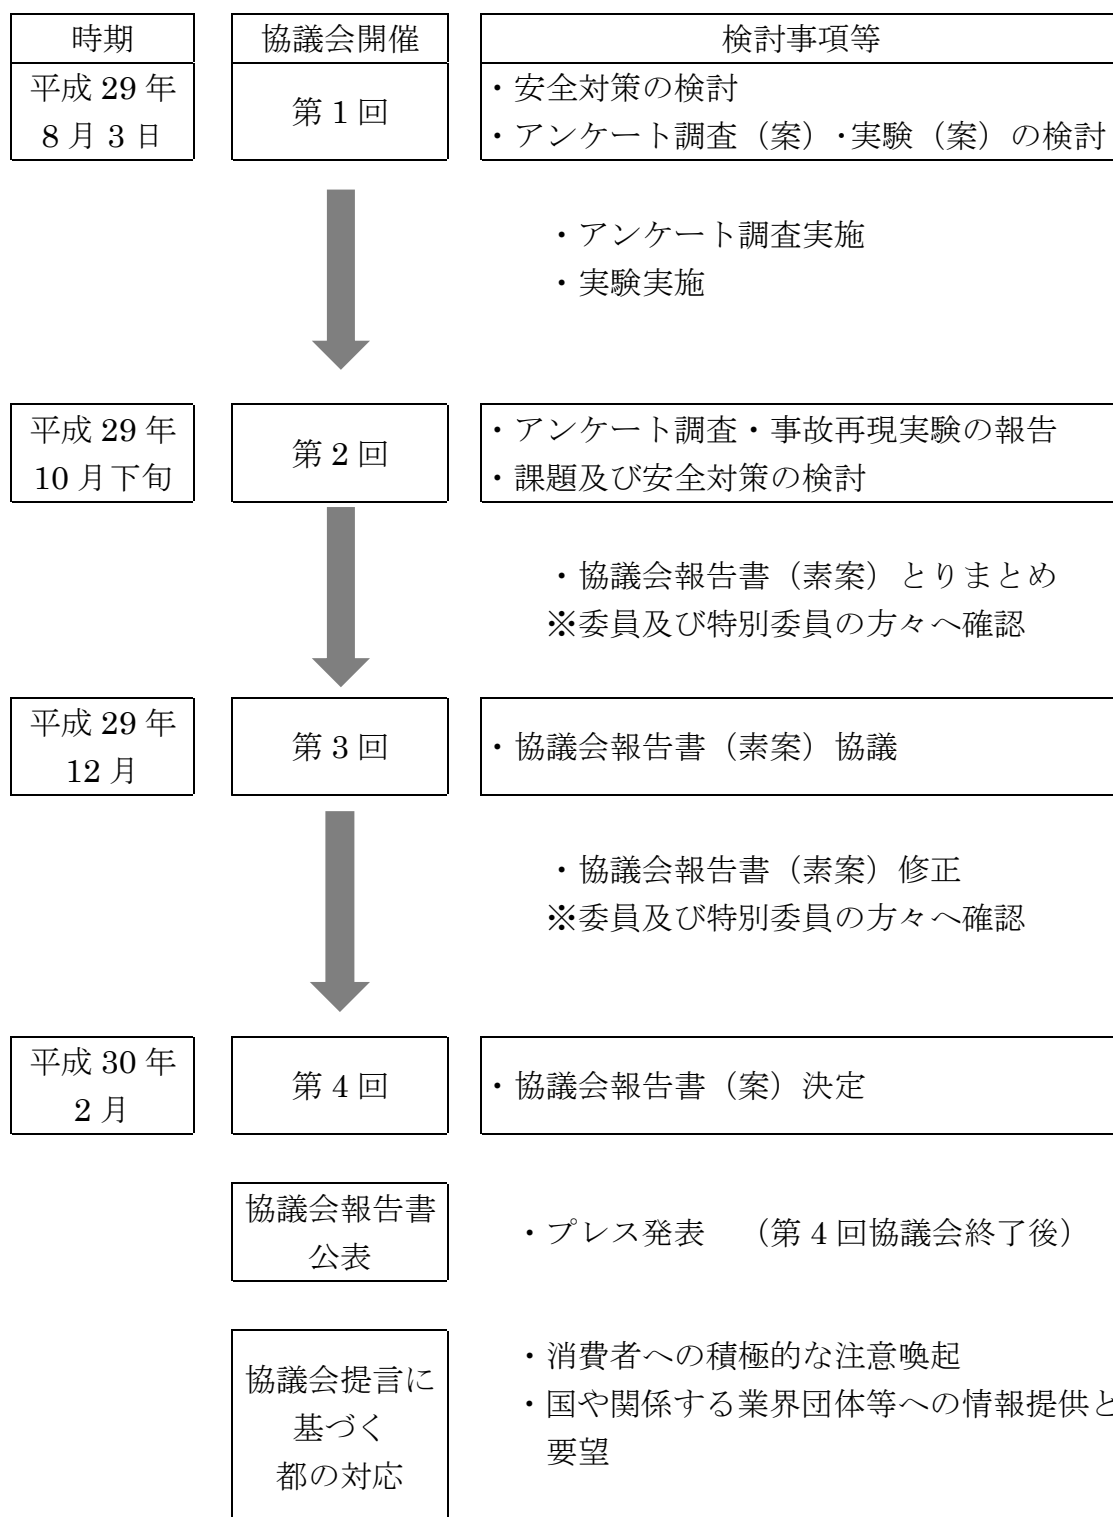 時期
協議会開催
検討事項等
平成 29 年
8 月 3 日
第 1 回
・安全対策の検討
・アンケート調査（案）・実験（案）の検討
・アンケート調査実施
・実験実施
平成 29 年
10 月下旬
第 2 回
・アンケート調査・事故再現実験の報告
・課題及び安全対策の検討
・協議会報告書（素案）とりまとめ
※委員及び特別委員の方々へ確認
平成 29 年
12 月
第 3 回
・協議会報告書（素案）協議
・協議会報告書（素案）修正
※委員及び特別委員の方々へ確認
平成 30 年
2 月
第 4 回
・協議会報告書（案）決定
協議会報告書
公表
・プレス発表　（第 4 回協議会終了後）
協議会提言に
基づく
都の対応
・消費者への積極的な注意喚起
・国や関係する業界団体等への情報提供と
要望